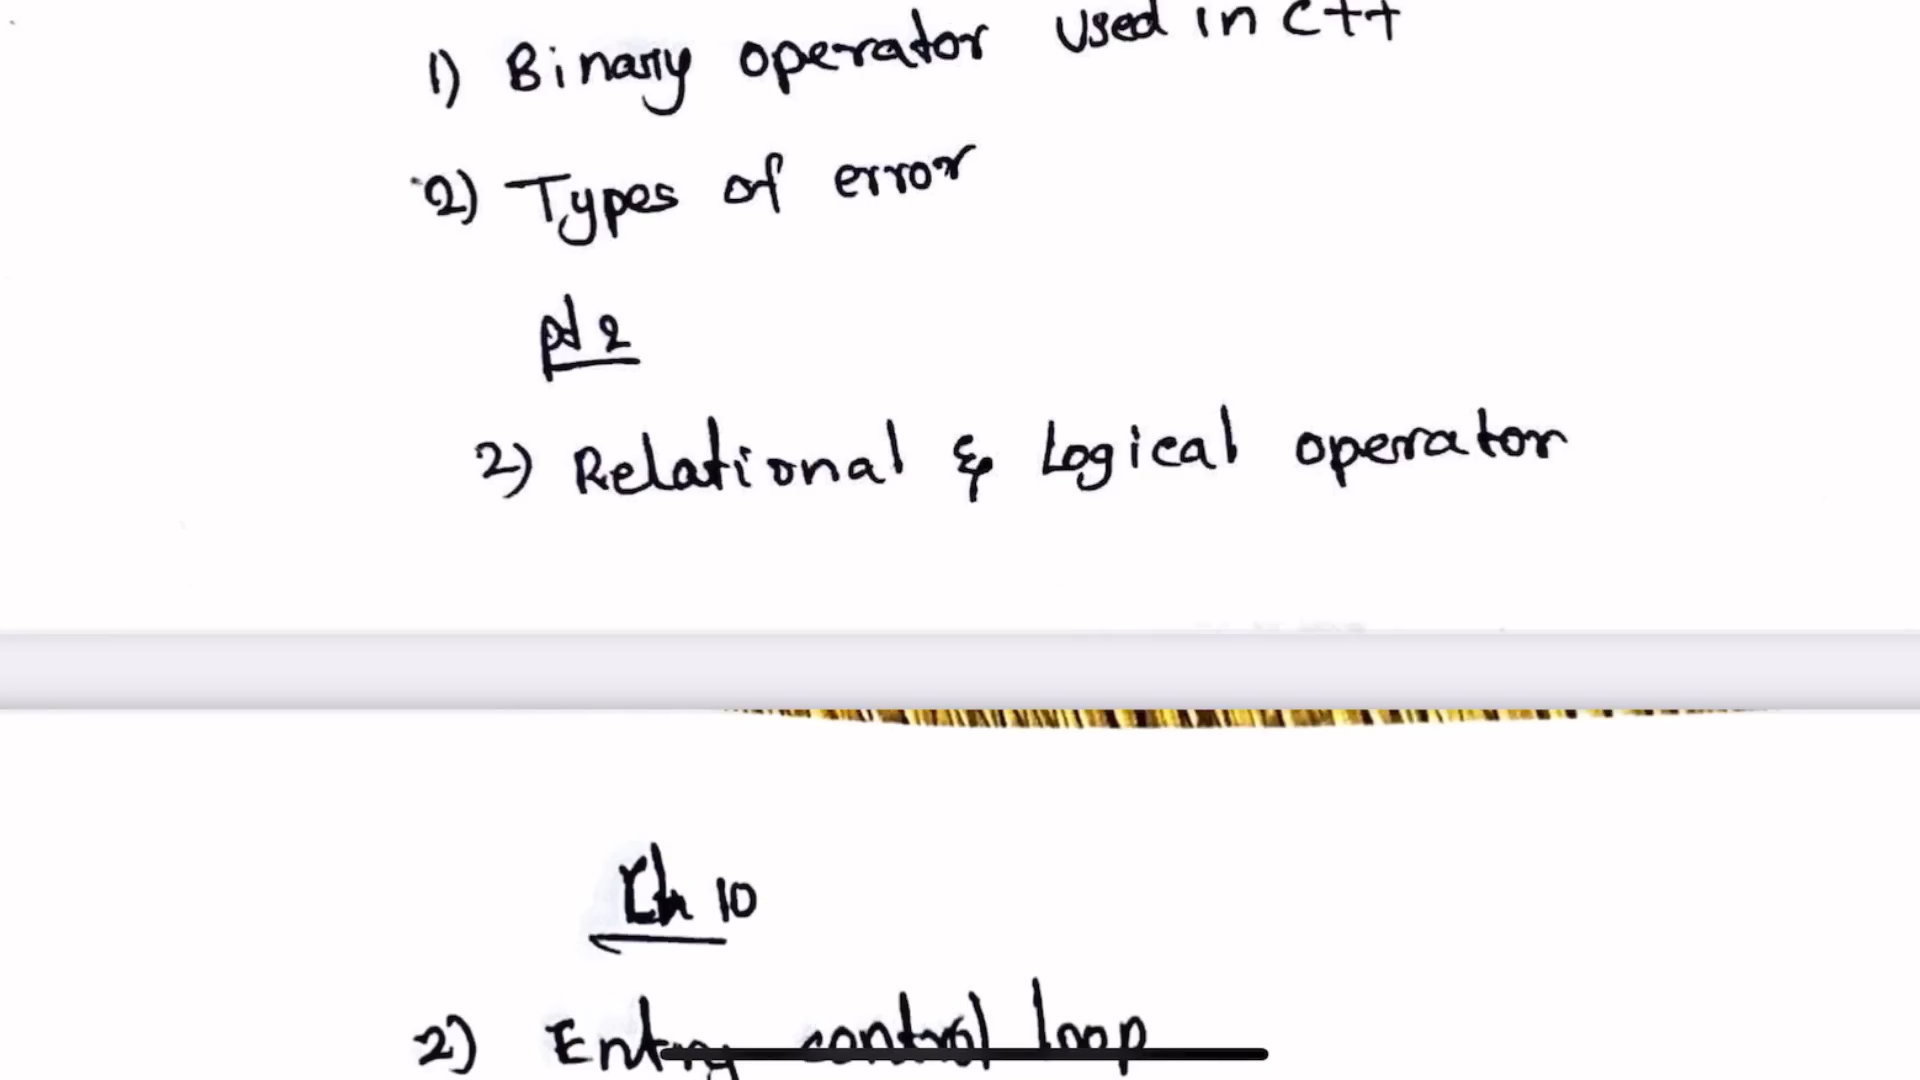 1) Binary operator used in C++
2) Types of error
pt 2
2) Relational & Logical operator
Ch 10
2) Entry control loop